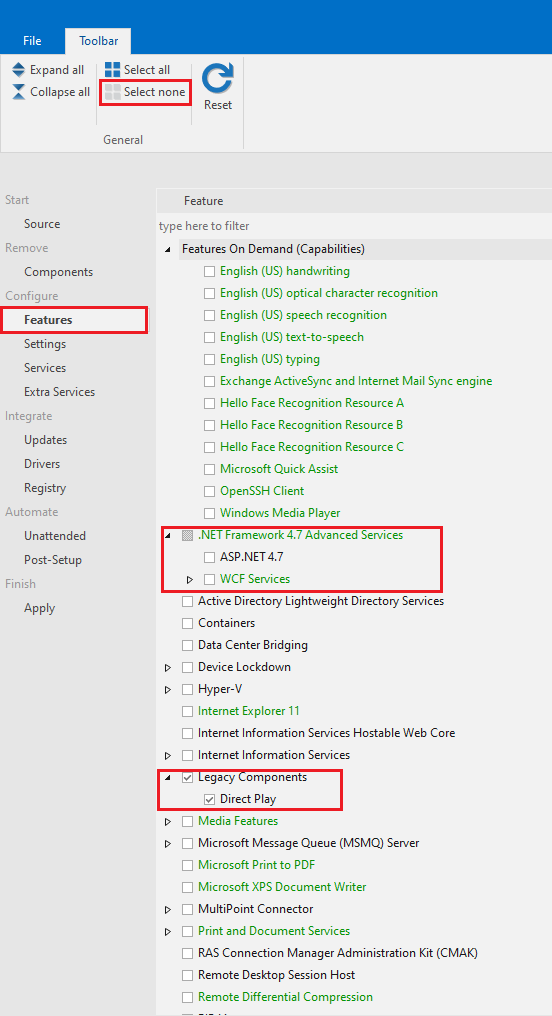 File
Toolbar
Expand all
Collapse all
Select all
Select none
Reset
General
Start
Source
Remove
Components
Configure
Features
Settings
Services
Extra Services
Integrate
Updates
Drivers
Registry
Automate
Unattended
Post-Setup
Finish
Apply
Feature
type here to filter
Features On Demand (Capabilities)
English (US) handwriting
English (US) optical character recognition
English (US) speech recognition
English (US) text-to-speech
English (US) typing
Exchange ActiveSync and Internet Mail Sync engine
Hello Face Recognition Resource A
Hello Face Recognition Resource B
Hello Face Recognition Resource C
Microsoft Quick Assist
OpenSSH Client
Windows Media Player
.NET Framework 4.7 Advanced Services
ASP.NET 4.7
WCF Services
Active Directory Lightweight Directory Services
Containers
Data Center Bridging
Device Lockdown
Hyper-V
Internet Explorer 11
Internet Information Services Hostable Web Core
Internet Information Services
Legacy Components
Direct Play
Media Features
Microsoft Message Queue (MSMQ) Server
Microsoft Print to PDF
Microsoft XPS Document Writer
MultiPoint Connector
Print and Document Services
RAS Connection Manager Administration Kit (CMAK)
Remote Desktop Session Host
Remote Differential Compression